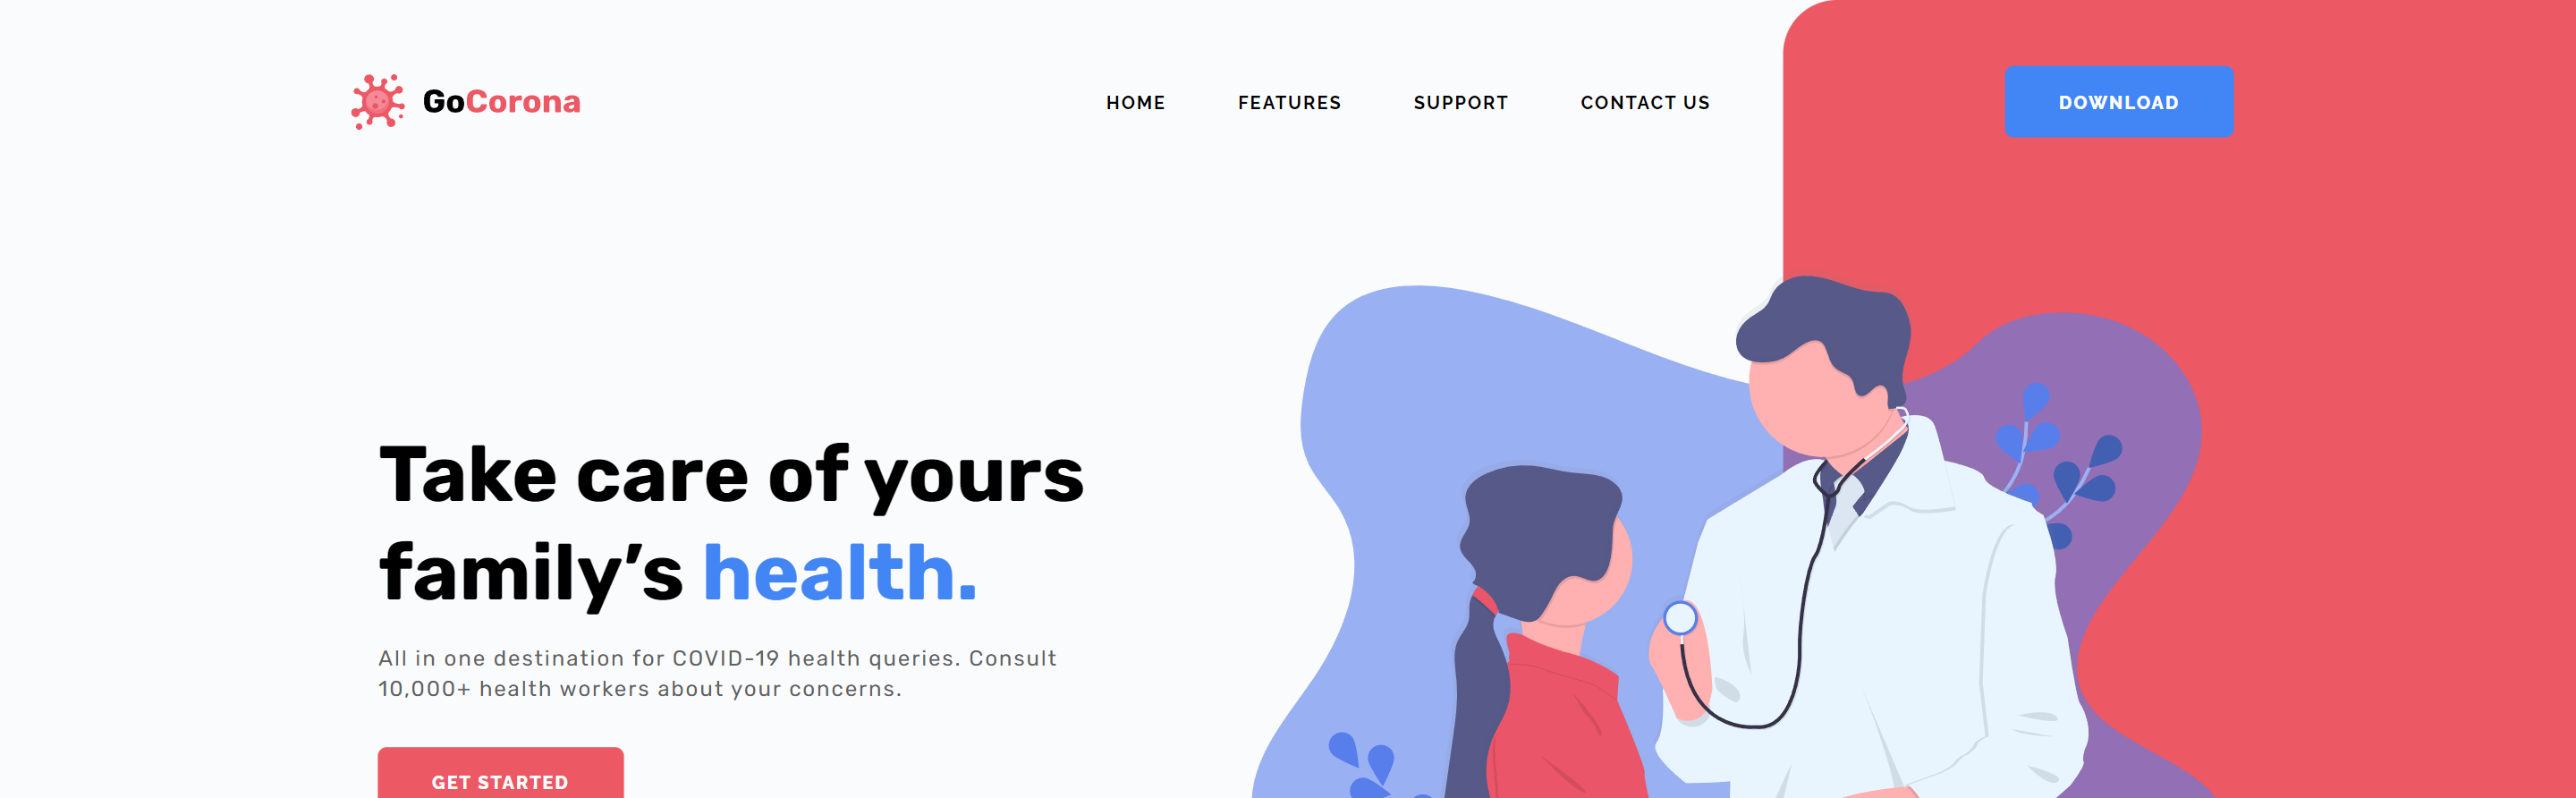 GoCorona
HOME
FEATURES
SUPPORT
CONTACT US
DOWNLOAD
Take care of yours
family’s health.
All in one destination for COVID-19 health queries. Consult
10,000+ health workers about your concerns.
GET STARTED